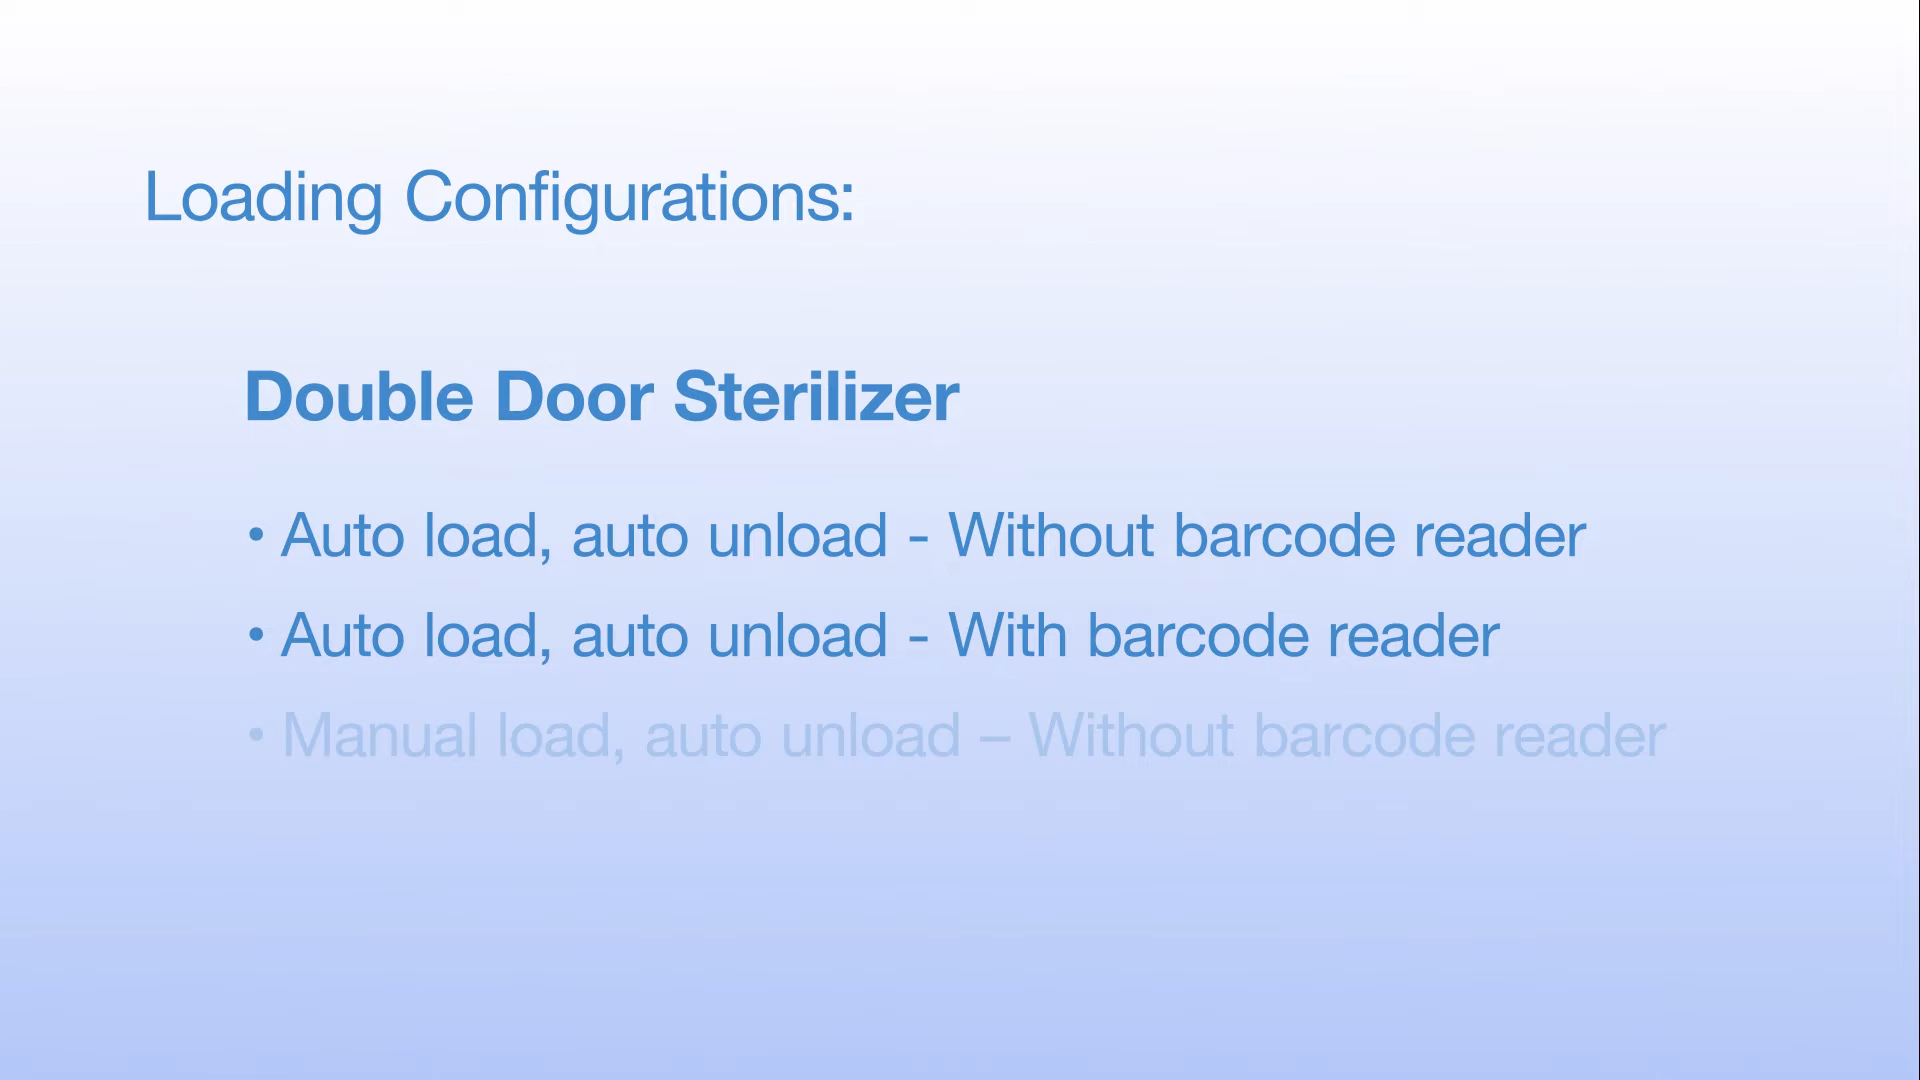 Loading Configurations:
Double Door Sterilizer
• Auto load, auto unload - Without barcode reader
• Auto load, auto unload - With barcode reader
• Manual load, auto unload – Without barcode reader